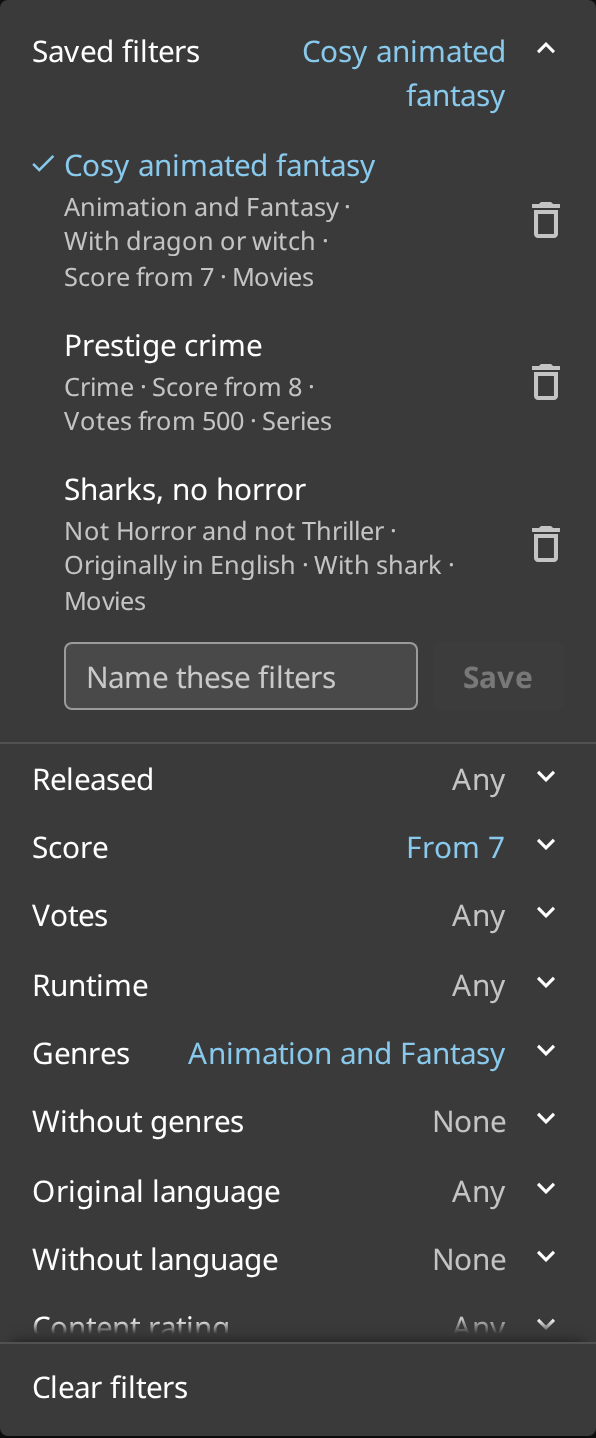 Saved filters
Cosy animated
fantasy
Cosy animated fantasy
Animation and Fantasy ·
With dragon or witch ·
Score from 7 · Movies
Prestige crime
Crime · Score from 8 ·
Votes from 500 · Series
Sharks, no horror
Not Horror and not Thriller ·
Originally in English · With shark ·
Movies
Name these filters
Save
Released Any
Score From 7
Votes Any
Runtime Any
Genres Animation and Fantasy
Without genres None
Original language Any
Without language None
Content rating Any
Clear filters